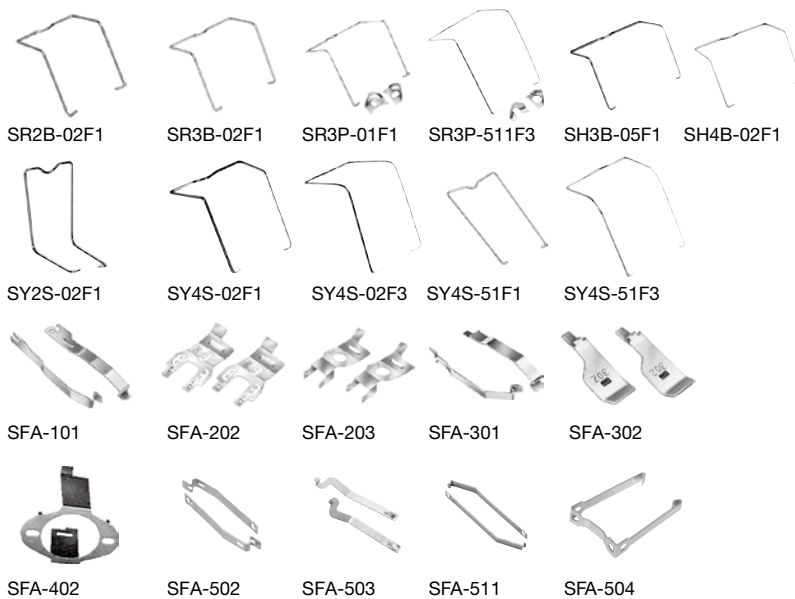 SR2B-02F1 SR3B-02F1 SR3P-01F1 SR3P-511F3 SH3B-05F1 SH4B-02F1
SY2S-02F1 SY4S-02F1 SY4S-02F3 SY4S-51F1 SY4S-51F3
302 302
SFA-101 SFA-202 SFA-203 SFA-301 SFA-302
SFA-402 SFA-502 SFA-503 SFA-511 SFA-504